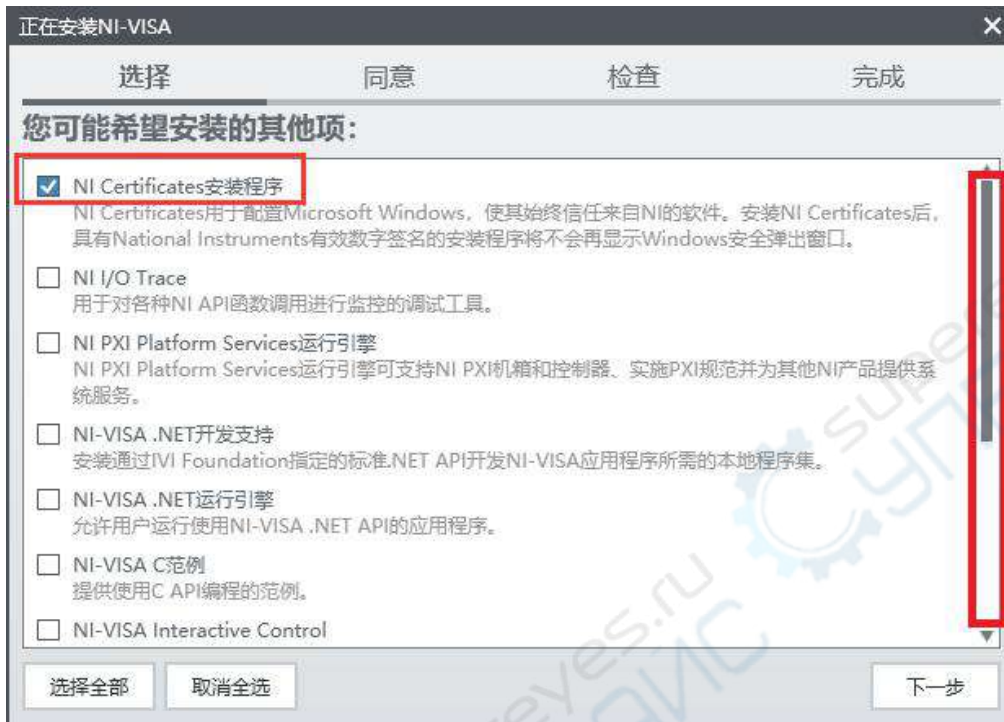 正在安装NI-VISA
选择
同意
检查
完成
您可能希望安装的其他项：
NI Certificates安装程序
NI Certificates用于配置Microsoft Windows，使其始终信任来自NI的软件。安装NI Certificates后，
具有National Instruments有效数字签名的安装程序将不会再显示Windows安全弹出窗口。
NI I/O Trace
用于对各种NI API函数调用进行监控的调试工具。
NI PXI Platform Services运行引擎
NI PXI Platform Services运行引擎可支持NI PXI机箱和控制器、实施PXI规范并为其他NI产品提供系
统服务。
NI-VISA .NET开发支持
安装通过IVI Foundation指定的标准.NET API开发NI-VISA应用程序所需的本地程序集。
NI-VISA .NET运行引擎
允许用户运行使用NI-VISA .NET API的应用程序。
NI-VISA C范例
提供使用C API编程的范例。
NI-VISA Interactive Control
选择全部
取消全选
下一步